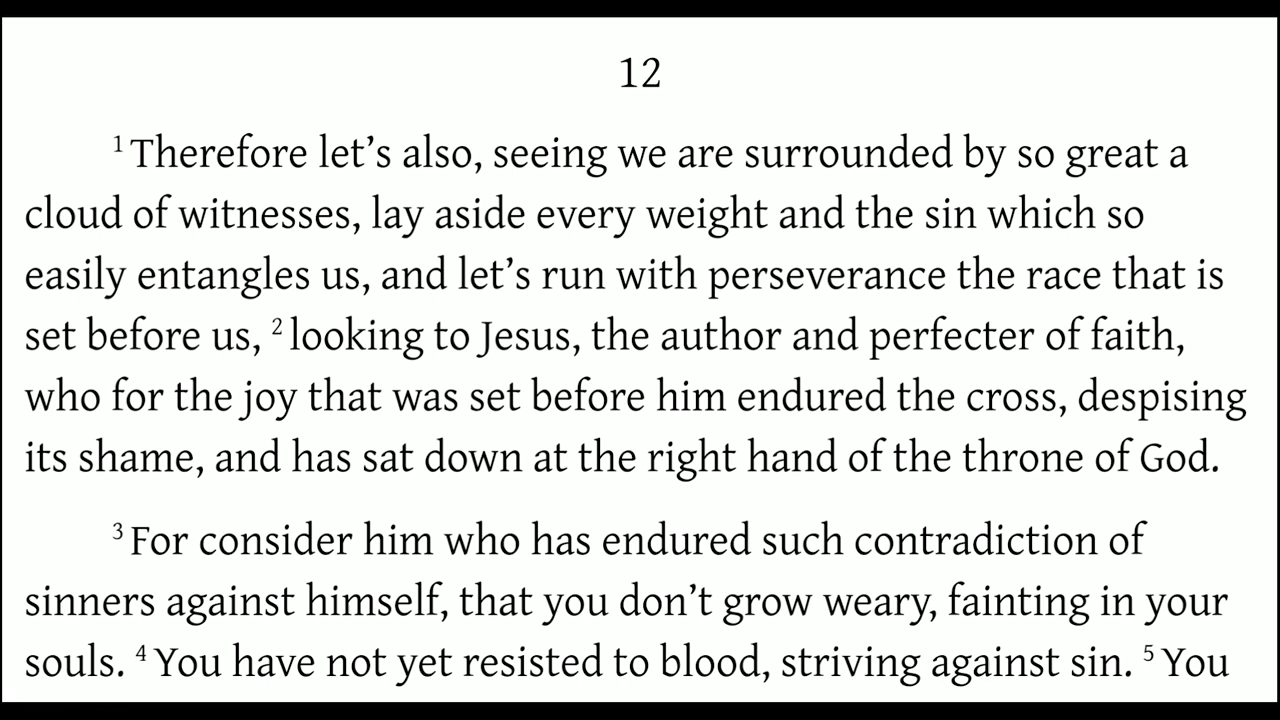 12
¹ Therefore let’s also, seeing we are surrounded by so great a
cloud of witnesses, lay aside every weight and the sin which so
easily entangles us, and let’s run with perseverance the race that is
set before us, ² looking to Jesus, the author and perfecter of faith,
who for the joy that was set before him endured the cross, despising
its shame, and has sat down at the right hand of the throne of God.
³ For consider him who has endured such contradiction of
sinners against himself, that you don’t grow weary, fainting in your
souls. ⁴ You have not yet resisted to blood, striving against sin. ⁵ You